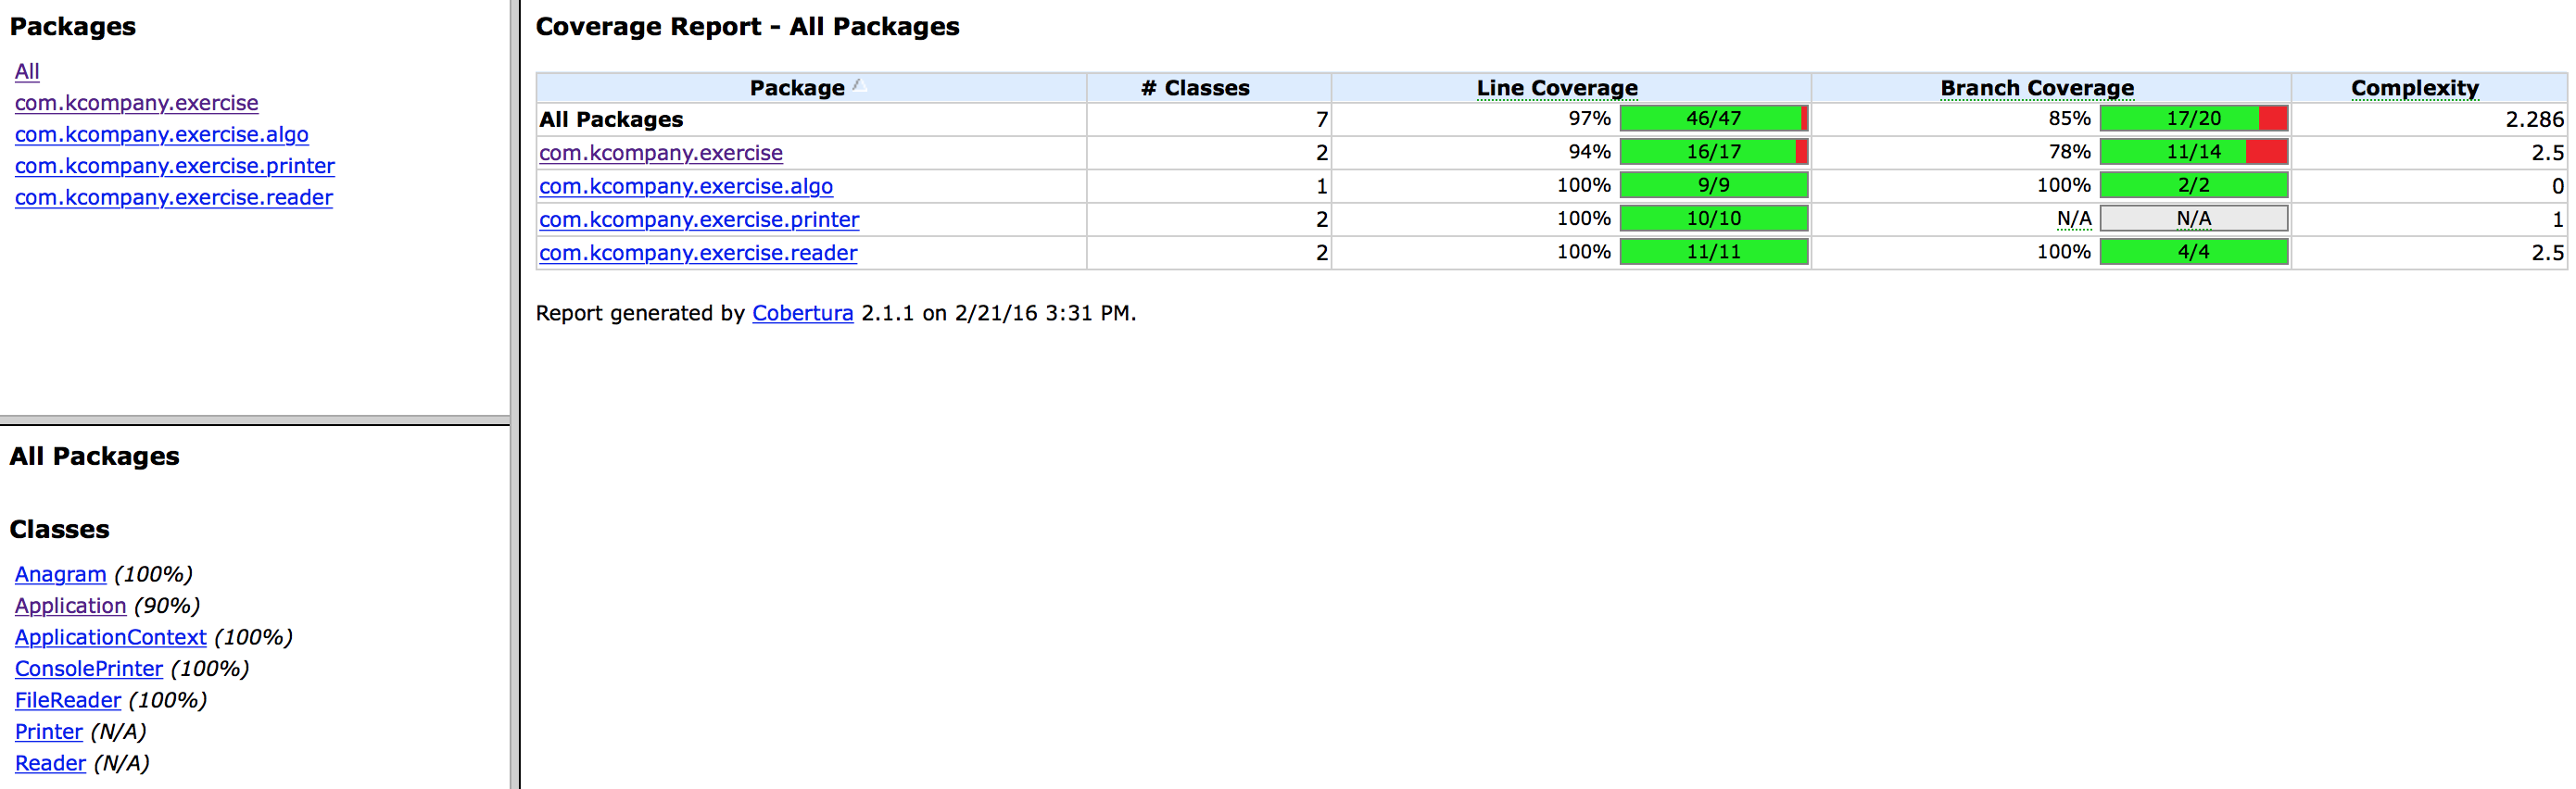 Packages
All
com.kcompany.exercise
com.kcompany.exercise.algo
com.kcompany.exercise.printer
com.kcompany.exercise.reader
All Packages
Classes
Anagram (100%)
Application (90%)
ApplicationContext (100%)
ConsolePrinter (100%)
FileReader (100%)
Printer (N/A)
Reader (N/A)
Coverage Report - All Packages
Package # Classes Line Coverage Branch Coverage Complexity
All Packages 7 97% 46/47 85% 17/20 2.286
com.kcompany.exercise 2 94% 16/17 78% 11/14 2.5
com.kcompany.exercise.algo 1 100% 9/9 100% 2/2 0
com.kcompany.exercise.printer 2 100% 10/10 N/A N/A 1
com.kcompany.exercise.reader 2 100% 11/11 100% 4/4 2.5
Report generated by Cobertura 2.1.1 on 2/21/16 3:31 PM.